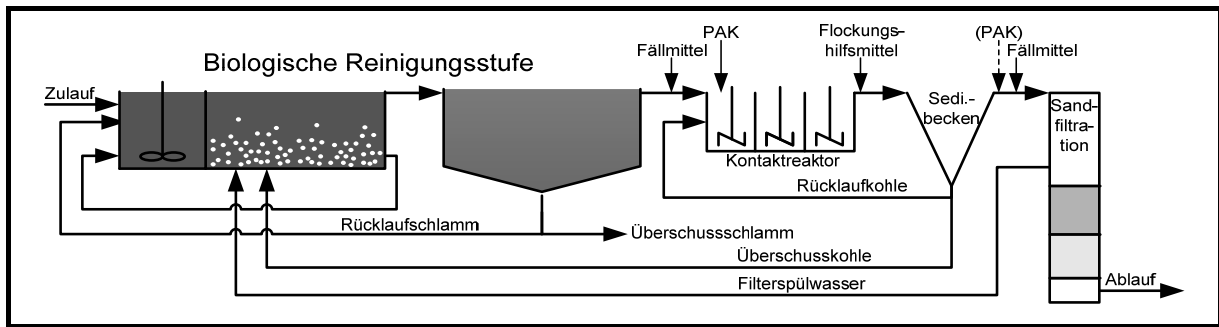 Biologische Reinigungsstufe
Zulauf
Fällmittel
PAK
Flockungs-
hilfsmittel
(PAK)
Fällmittel
Sedi.-
becken
Sand-
filtra-
tion
Kontaktreaktor
Rücklaufkohle
Rücklaufschlamm
Überschussschlamm
Überschusskohle
Filterspülwasser
Ablauf